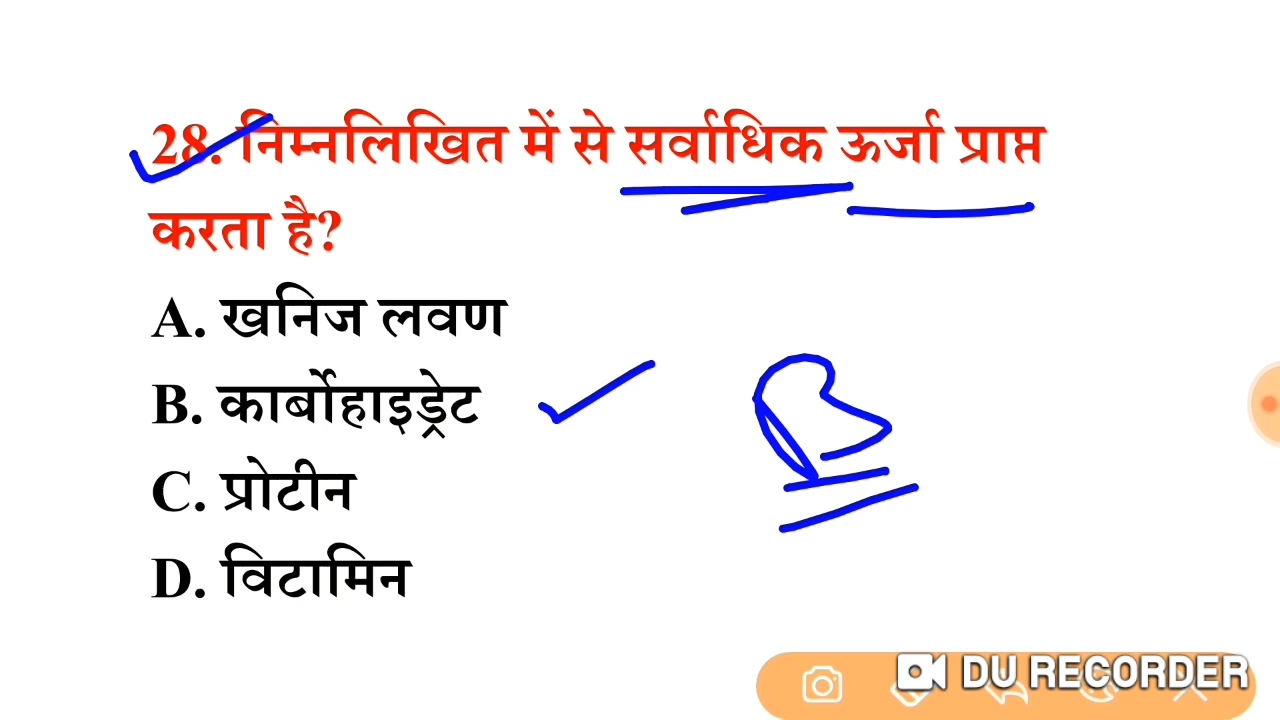 28. निम्नलिखित में से सर्वाधिक ऊर्जा प्राप्त
करता है?
A. खनिज लवण
B. कार्बोहाइड्रेट
C. प्रोटीन
D. विटामिन
B
DU RECORDER